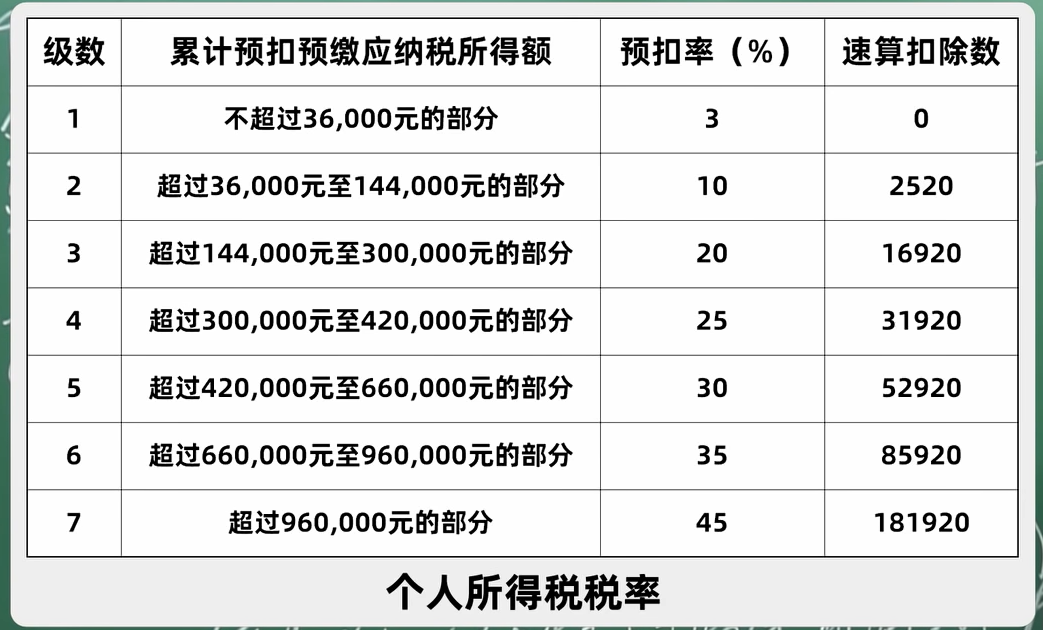 级数 累计预扣预缴应纳税所得额 预扣率（%） 速算扣除数
1 不超过36,000元的部分 3 0
2 超过36,000元至144,000元的部分 10 2520
3 超过144,000元至300,000元的部分 20 16920
4 超过300,000元至420,000元的部分 25 31920
5 超过420,000元至660,000元的部分 30 52920
6 超过660,000元至960,000元的部分 35 85920
7 超过960,000元的部分 45 181920
个人所得税税率